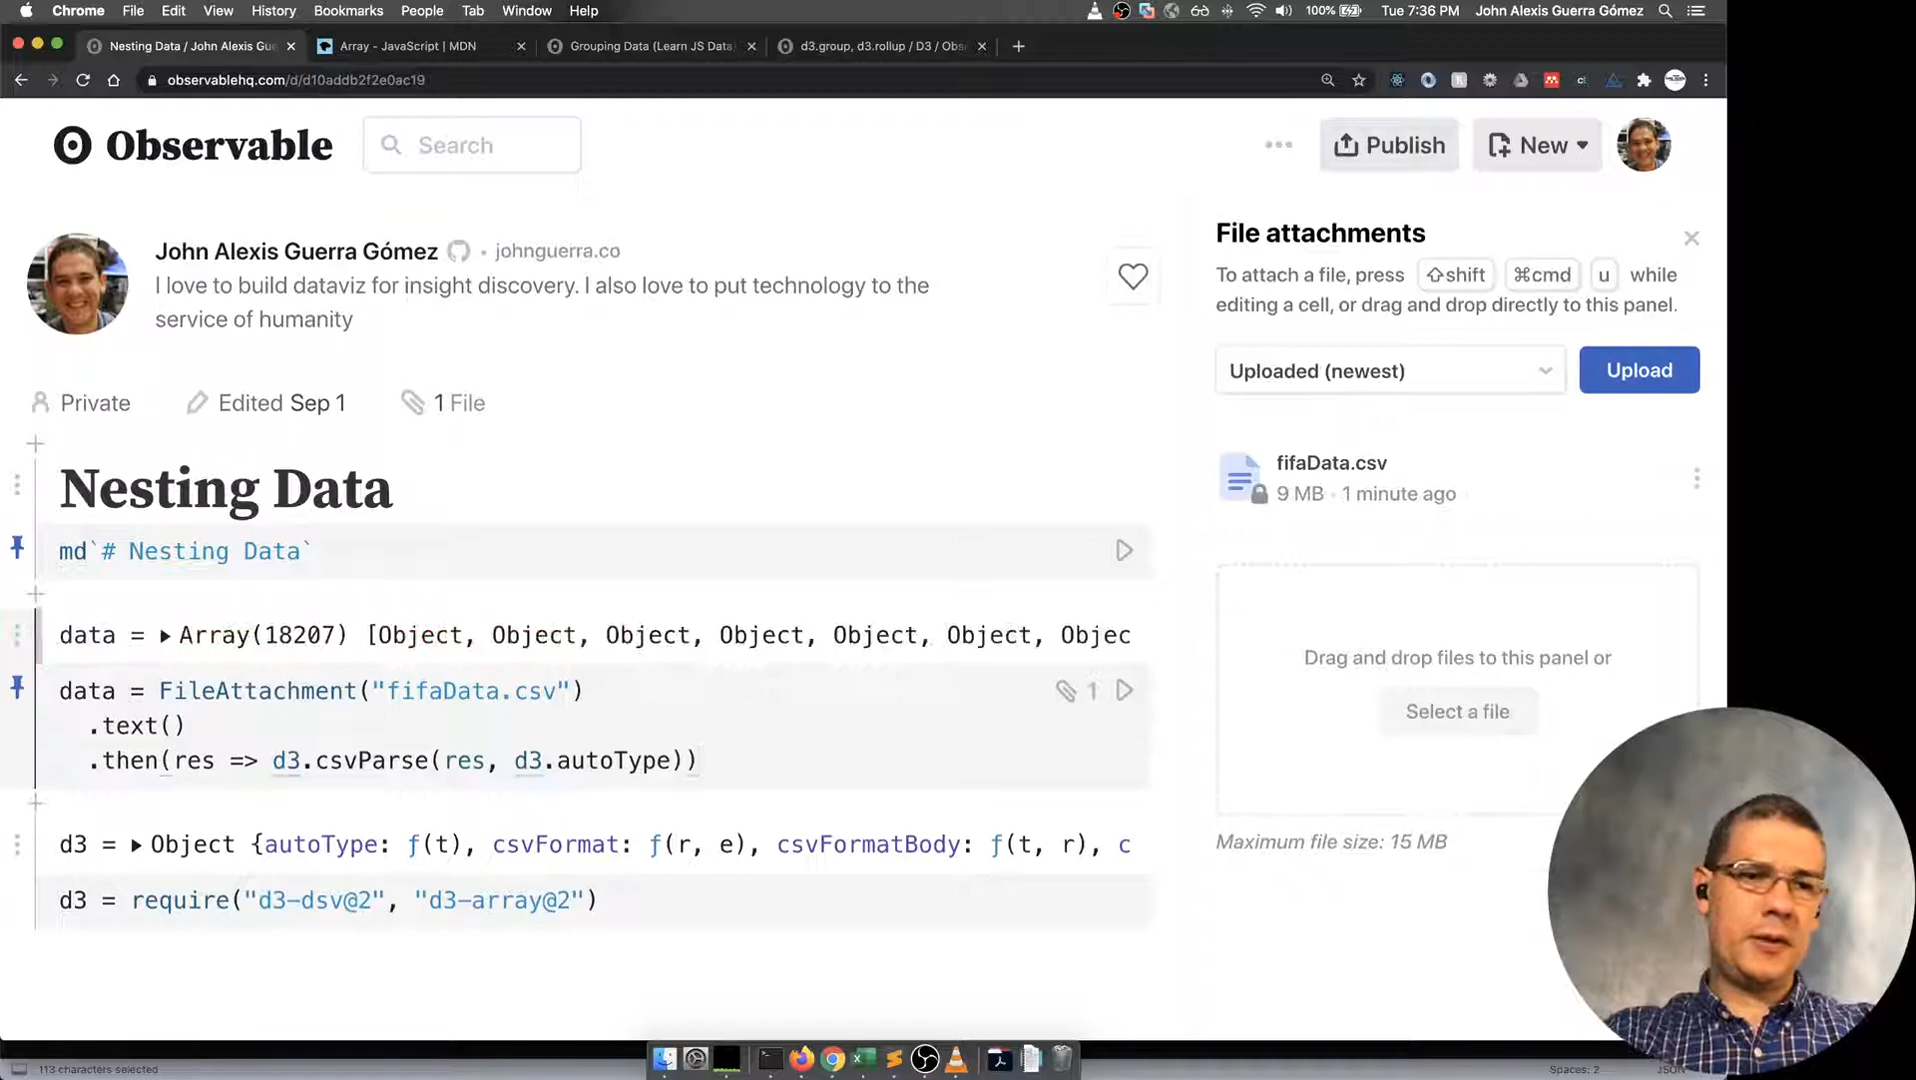 Chrome File Edit View History Bookmarks People Tab Window Help
100% Tue 7:36 PM John Alexis Guerra Gómez
Nesting Data / John Alexis Gue
Array - JavaScript | MDN
Grouping Data (Learn JS Data
d3.group, d3.rollup / D3 / Obs
observablehq.com/d/d10addb2f2e0ac19
Observable
Search
Publish
New
John Alexis Guerra Gómez • johnguerra.co
I love to build dataviz for insight discovery. I also love to put technology to the
service of humanity
Private Edited Sep 1 1 File
Nesting Data
md`# Nesting Data`
data = Array(18207) [Object, Object, Object, Object, Object, Object, Objec
data = FileAttachment("fifaData.csv")
1
.text()
.then(res => d3.csvParse(res, d3.autoType))
d3 = Object {autoType: ƒ(t), csvFormat: ƒ(r, e), csvFormatBody: ƒ(t, r), c
d3 = require("d3-dsv@2", "d3-array@2")
File attachments
To attach a file, press ⇧shift ⌘cmd u while
editing a cell, or drag and drop directly to this panel.
Uploaded (newest)
Upload
fifaData.csv
9 MB · 1 minute ago
Drag and drop files to this panel or
Select a file
Maximum file size: 15 MB
113 characters selected
Spaces: 2